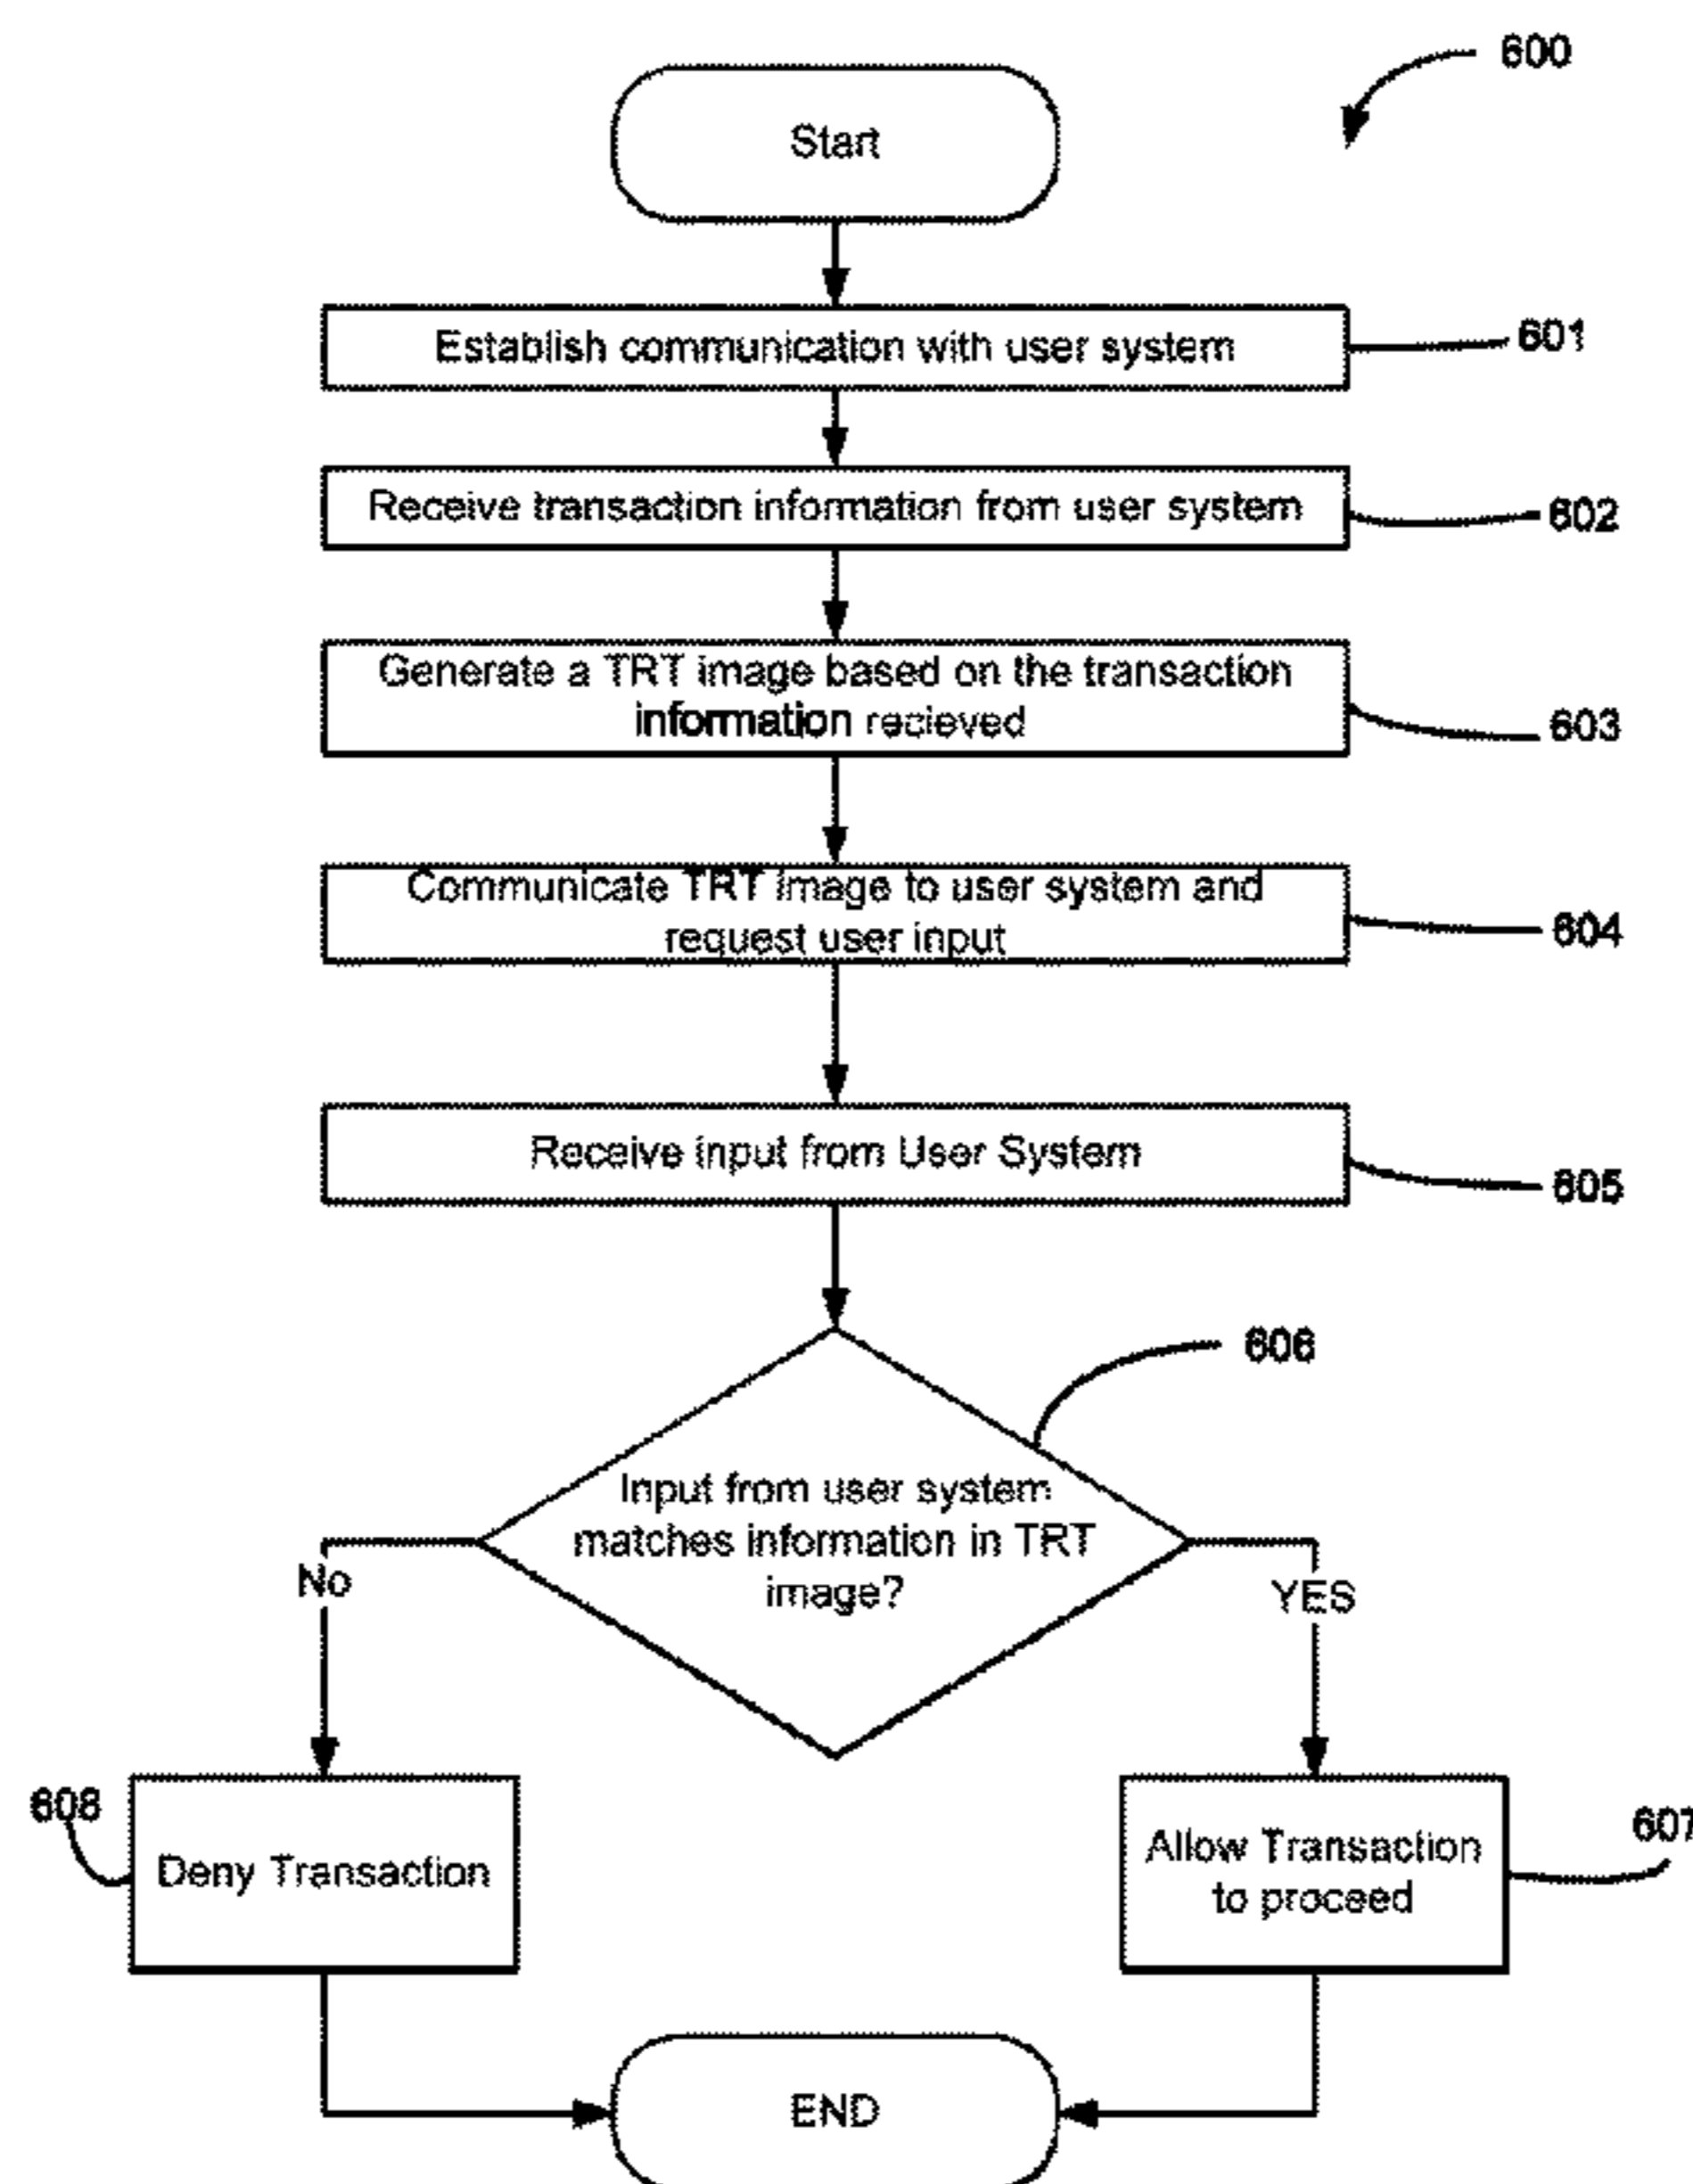 600
Start
Establish communication with user system
601
Receive transaction information from user system
602
Generate a TRT image based on the transaction
information recieved
603
Communicate TRT image to user system and
request user input
604
Receive input from User System
605
606
Input from user system
matches information in TRT
image?
No
YES
608
Deny Transaction
Allow Transaction
to proceed
607
END